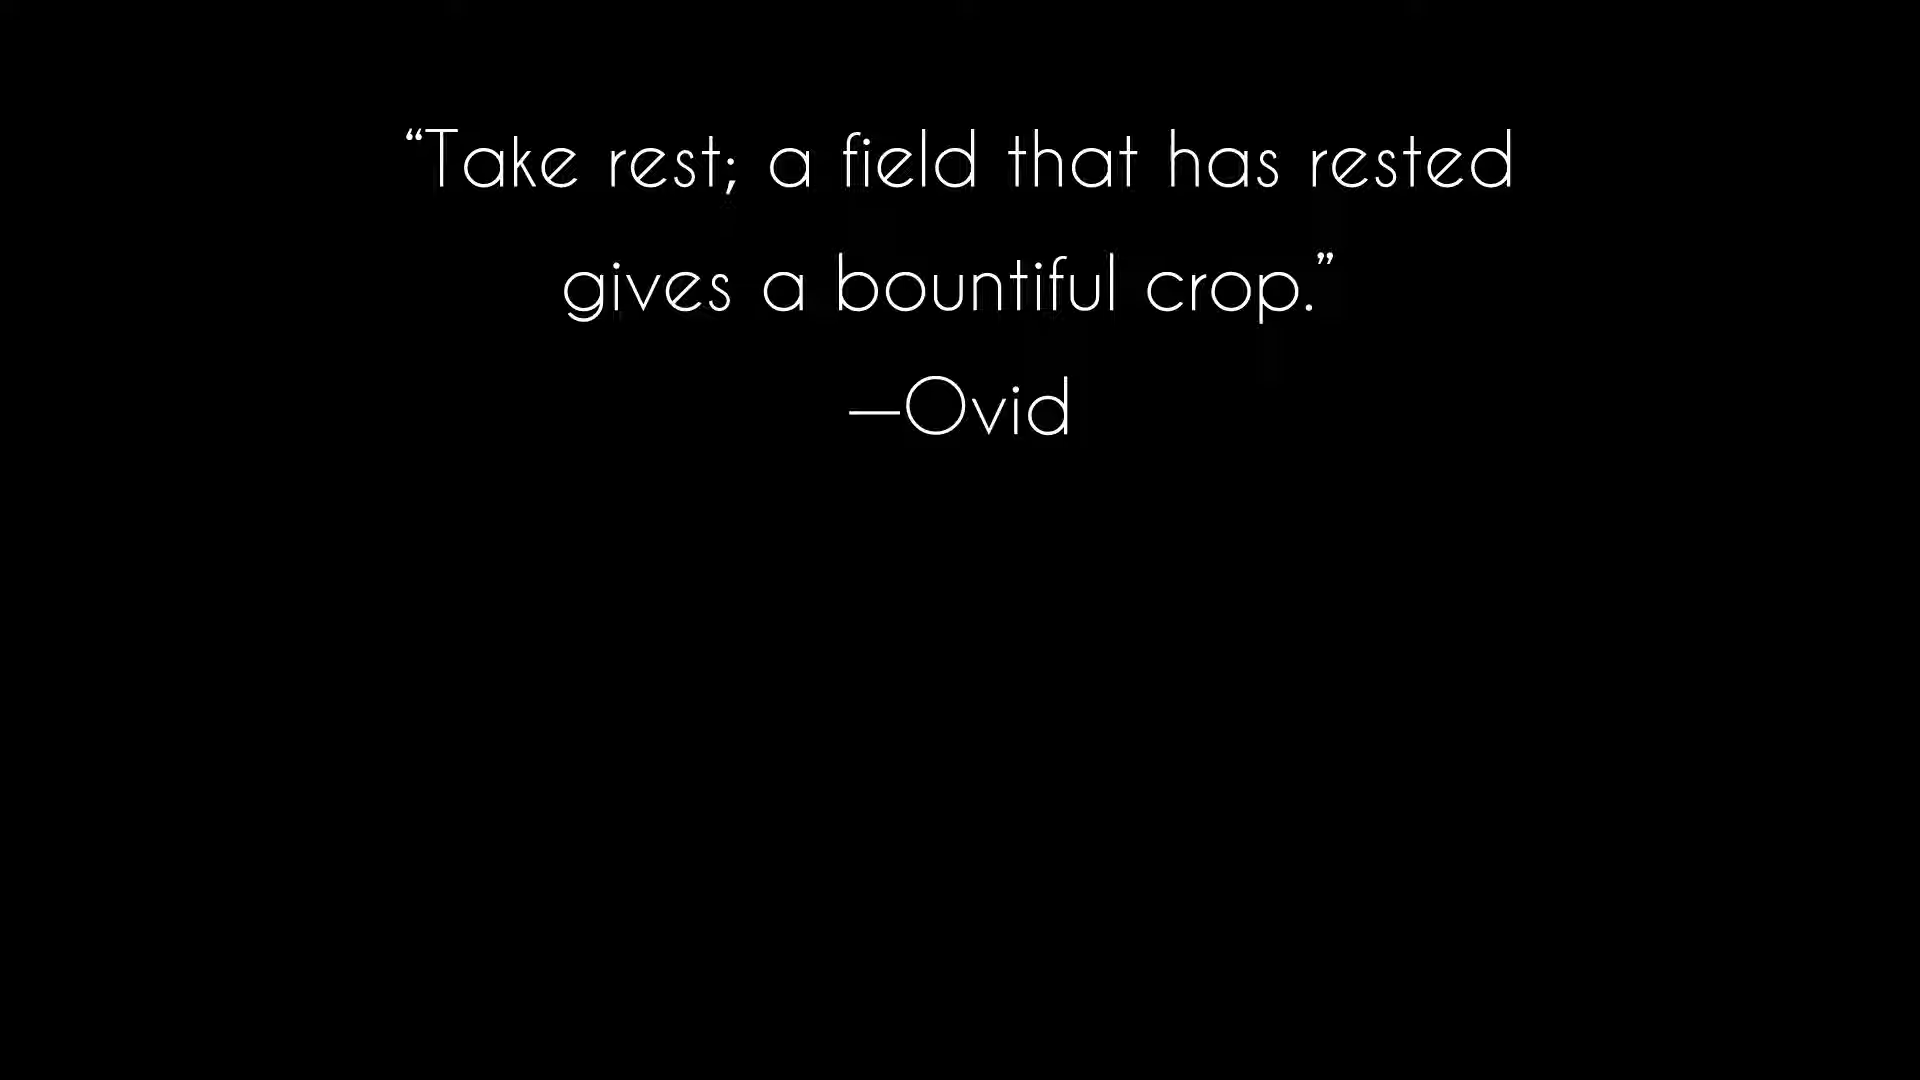 “Take rest; a field that has rested
gives a bountiful crop.”
—Ovid